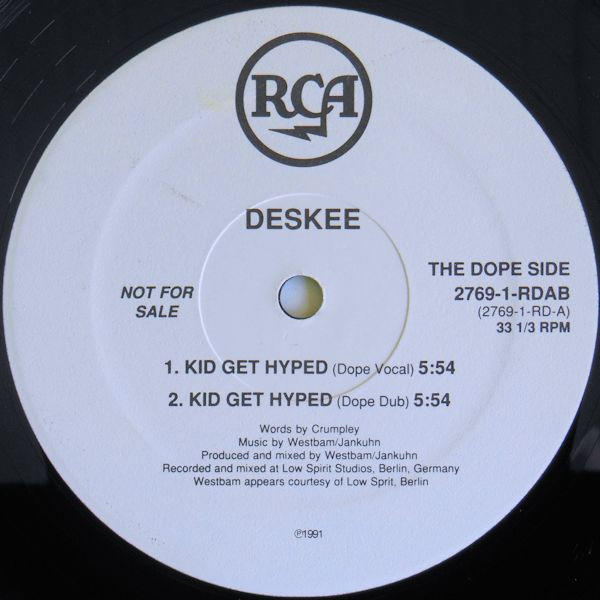 RCA
DESKEE
THE DOPE SIDE
NOT FOR
SALE
2769-1-RDAB
(2769-1-RD-A)
33 1/3 RPM
1. KID GET HYPED (Dope Vocal) 5:54
2. KID GET HYPED (Dope Dub) 5:54
Words by Crumpley
Music by Westbam/Jankuhn
Produced and mixed by Westbam/Jankuhn
Recorded and mixed at Low Spirit Studios, Berlin, Germany
Westbam appears courtesy of Low Sprit, Berlin
℗1991